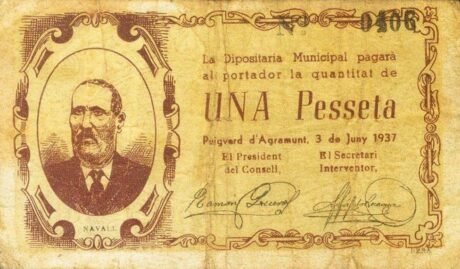 Nº 0406
La Dipositaria Municipal pagarà
al portador la quantitat de
UNA Pesseta
Puigverd d'Agramunt, 3 de Juny 1937
El President
del Consell,
El Secretari
Interventor,
Ramon
NAVALL